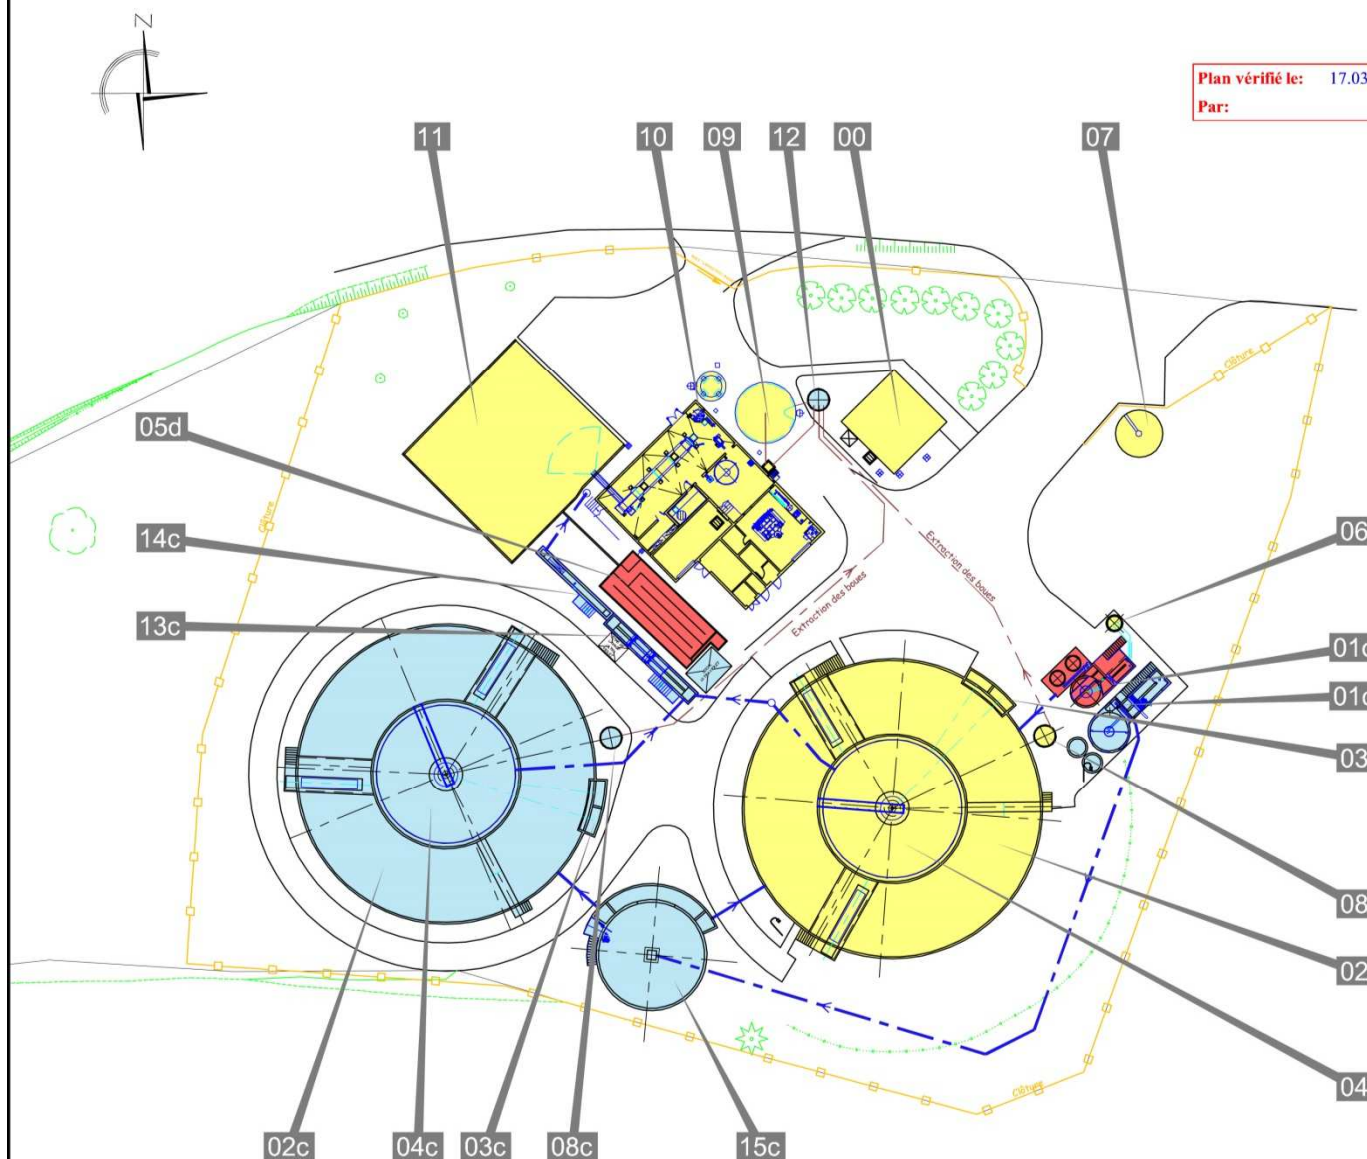 N
Plan vérifié le: 17.03
Par:
11
10
09
12
00
07
05d
Clôture
14c
13c
Clôture
Extraction des boues
Extraction des boues
06
01d
01c
03
08
02
04
Clôture
02c
04c
03c
08c
15c